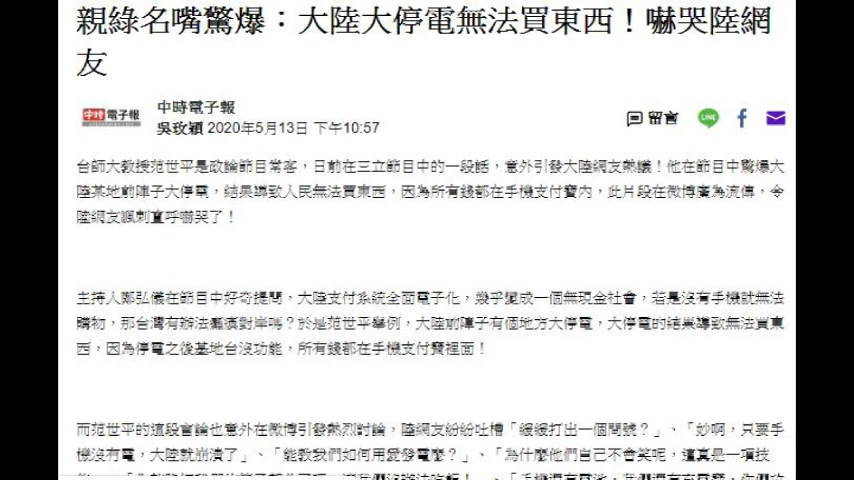 親綠名嘴驚爆：大陸大停電無法買東西！嚇哭陸網
友
中時 電子報
中時電子報
吳玫穎 2020年5月13日 下午10:57
留言
LINE
台師大教授范世平是政論節目常客，日前在三立節目中的一段話，意外引發大陸網友熱議！他在節目中驚爆大
陸某地前陣子大停電，結果導致人民無法買東西，因為所有錢都在手機支付寶內，此片段在微博廣為流傳，令
陸網友諷刺直呼嚇哭了！
主持人鄭弘儀在節目中好奇提問，大陸支付系統全面電子化，幾乎變成一個無現金社會，若是沒有手機就無法
購物，那台灣有辦法癱瘓對岸嗎？於是范世平舉例，大陸前陣子有個地方大停電，大停電的結果導致無法買東
西，因為停電之後基地台沒功能，所有錢都在手機支付寶裡面！
而范世平的這段言論也意外在微博引發熱烈討論，陸網友紛紛吐槽「緩緩打出一個問號？」、「妙啊，只要手
機沒有電，大陸就崩潰了」、「能教我們如何用愛發電麼？」、「為什麼他們自己不會笑呢，這真是一項技